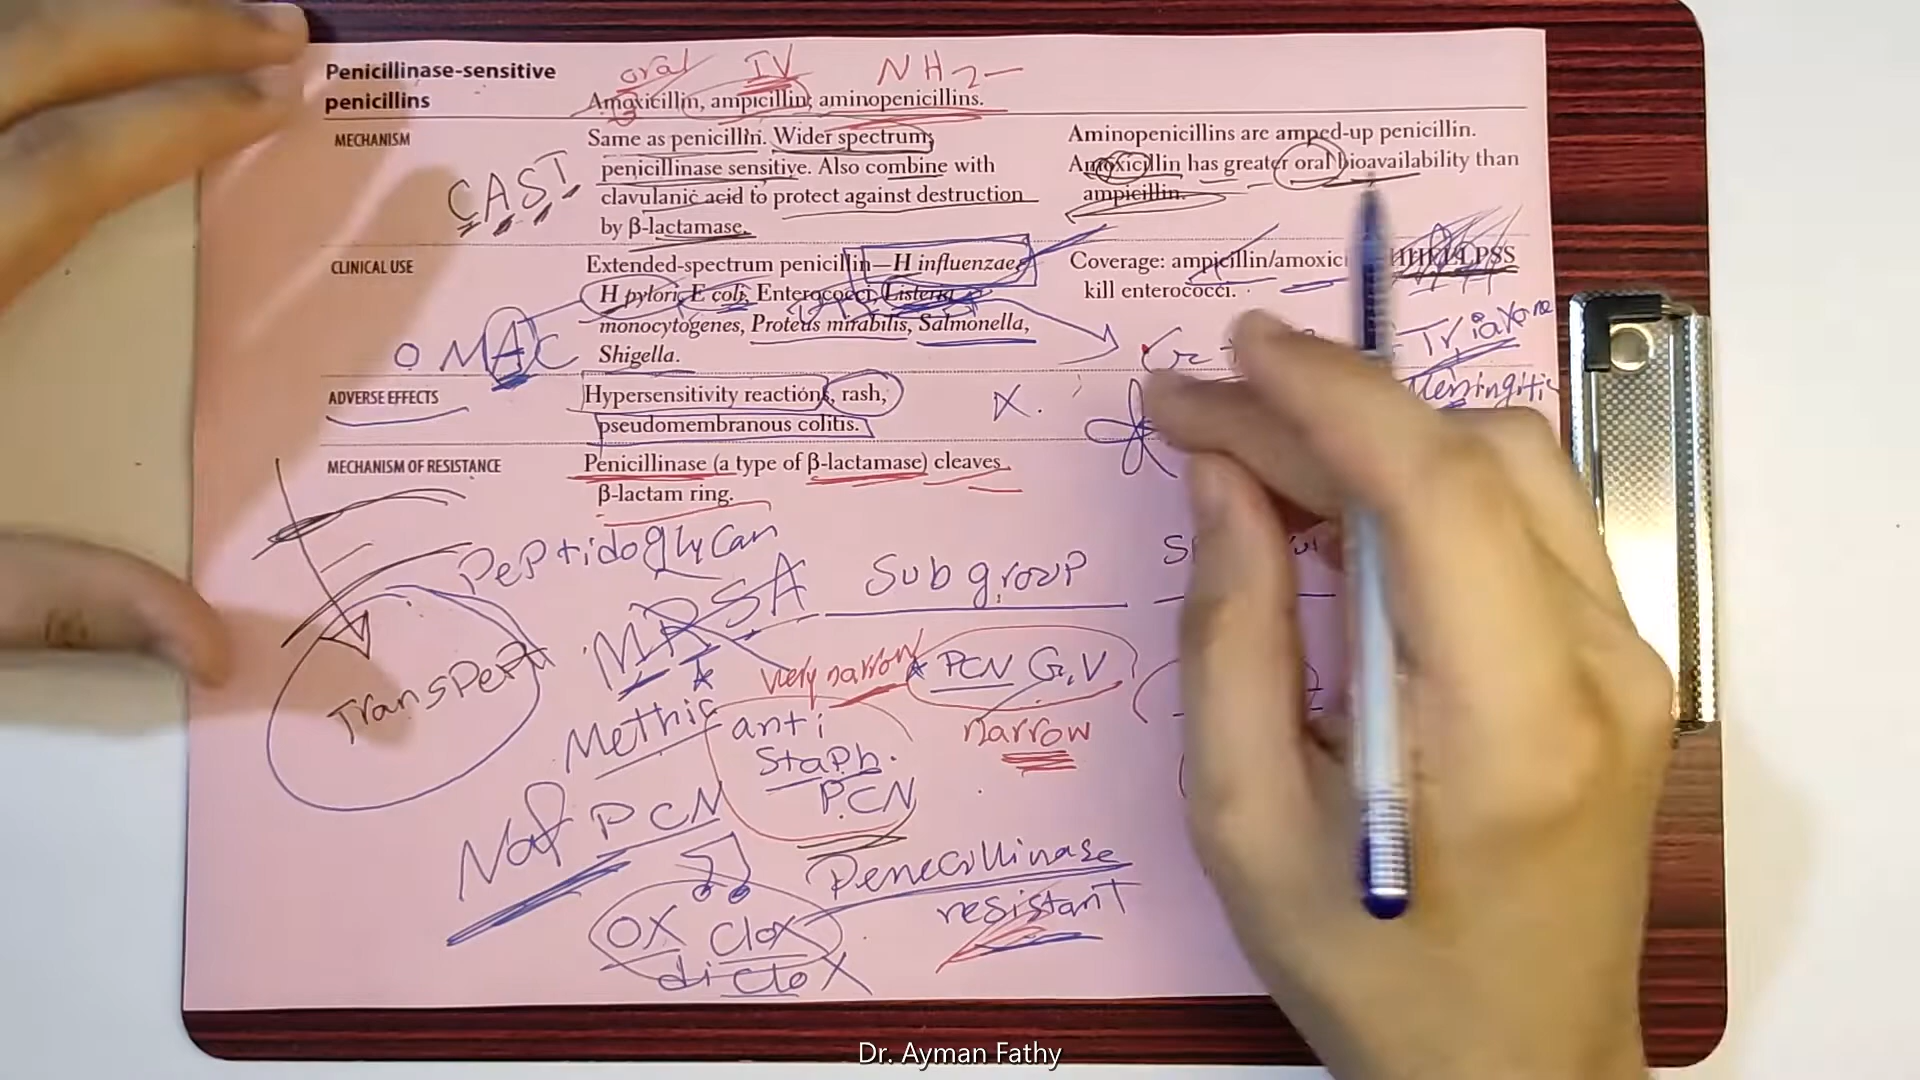 oral IV NH2-
Penicillinase-sensitive
penicillins
Amoxicillin, ampicillin; aminopenicillins.
MECHANISM
Same as penicillin. Wider spectrum;
penicillinase sensitive. Also combine with
clavulanic acid to protect against destruction
by β-lactamase.
CAST
Aminopenicillins are amped-up penicillin.
Amoxicillin has greater oral bioavailability than
ampicillin.
CLINICAL USE
Extended-spectrum penicillin—H influenzae,
H pylori, E coli, Enterococci, Listeria
monocytogenes, Proteus mirabilis, Salmonella,
Shigella.
OMAC
Coverage: ampicillin/amoxic
kill enterococci.
Triaxone
Meningitis
ADVERSE EFFECTS
Hypersensitivity reactions, rash,
pseudomembranous colitis.
X.
MECHANISM OF RESISTANCE
Penicillinase (a type of β-lactamase) cleaves
β-lactam ring.
Peptidoglycan
Transpept
MRSA
Methic
Naf PCN
Subgroup
very narrow
PCN G,V
narrow
anti
Staph.
PCN
Penecillinase
resistant
OX Clox
diclox
Dr. Ayman Fathy